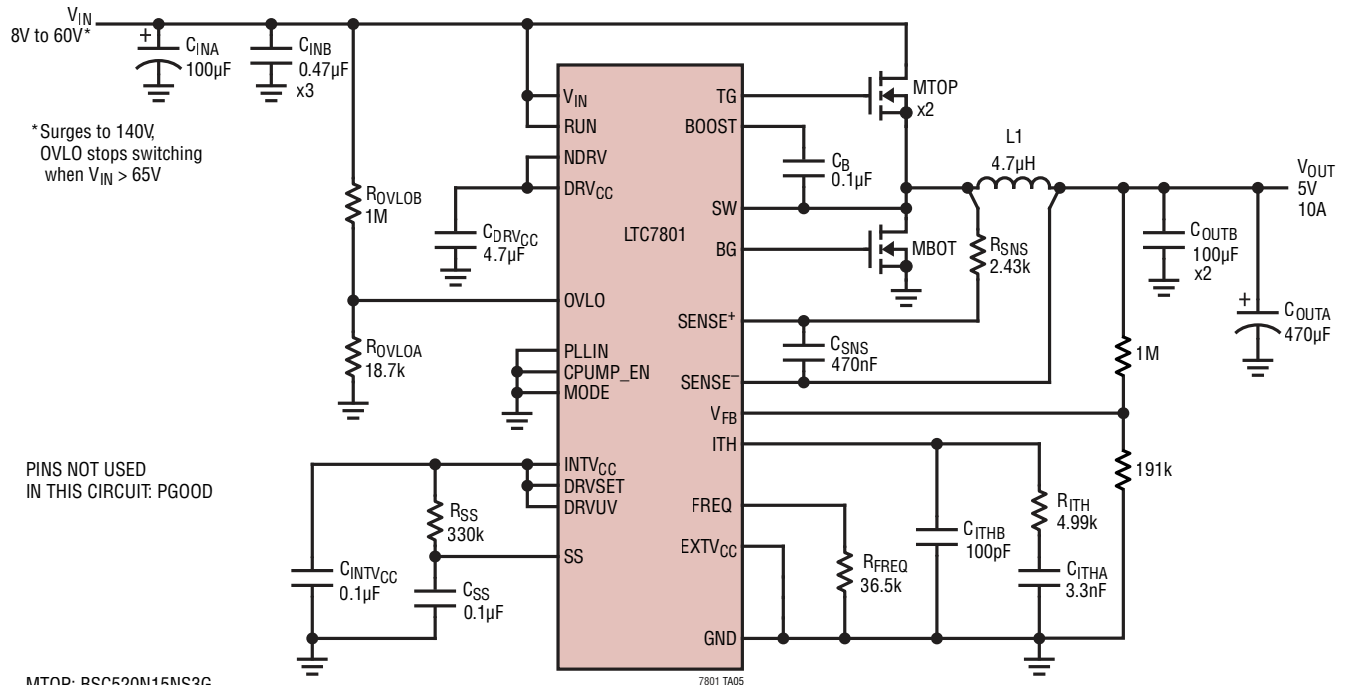 VIN
8V to 60V*
+
CINA
100µF
CINB
0.47µF
x3
*Surges to 140V,
OVLO stops switching
when VIN > 65V
ROVLOB
1M
ROVLOA
18.7k
CDRVCC
4.7µF
PINS NOT USED
IN THIS CIRCUIT: PGOOD
CINTVCC
0.1µF
RSS
330k
CSS
0.1µF
VIN
RUN
NDRV
DRVCC
OVLO
PLLIN
CPUMP_EN
MODE
INTVCC
DRVSET
DRVUV
SS
LTC7801
TG
BOOST
SW
BG
SENSE+
SENSE–
VFB
ITH
FREQ
EXTVCC
GND
MTOP
x2
CB
0.1µF
MBOT
L1
4.7µH
RSNS
2.43k
CSNS
470nF
VOUT
5V
10A
COUTB
100µF
x2
+
COUTA
470µF
1M
191k
RITH
4.99k
CITHB
100pF
CITHA
3.3nF
RFREQ
36.5k
7801 TA05
MTOP: BSC520N15NS3G